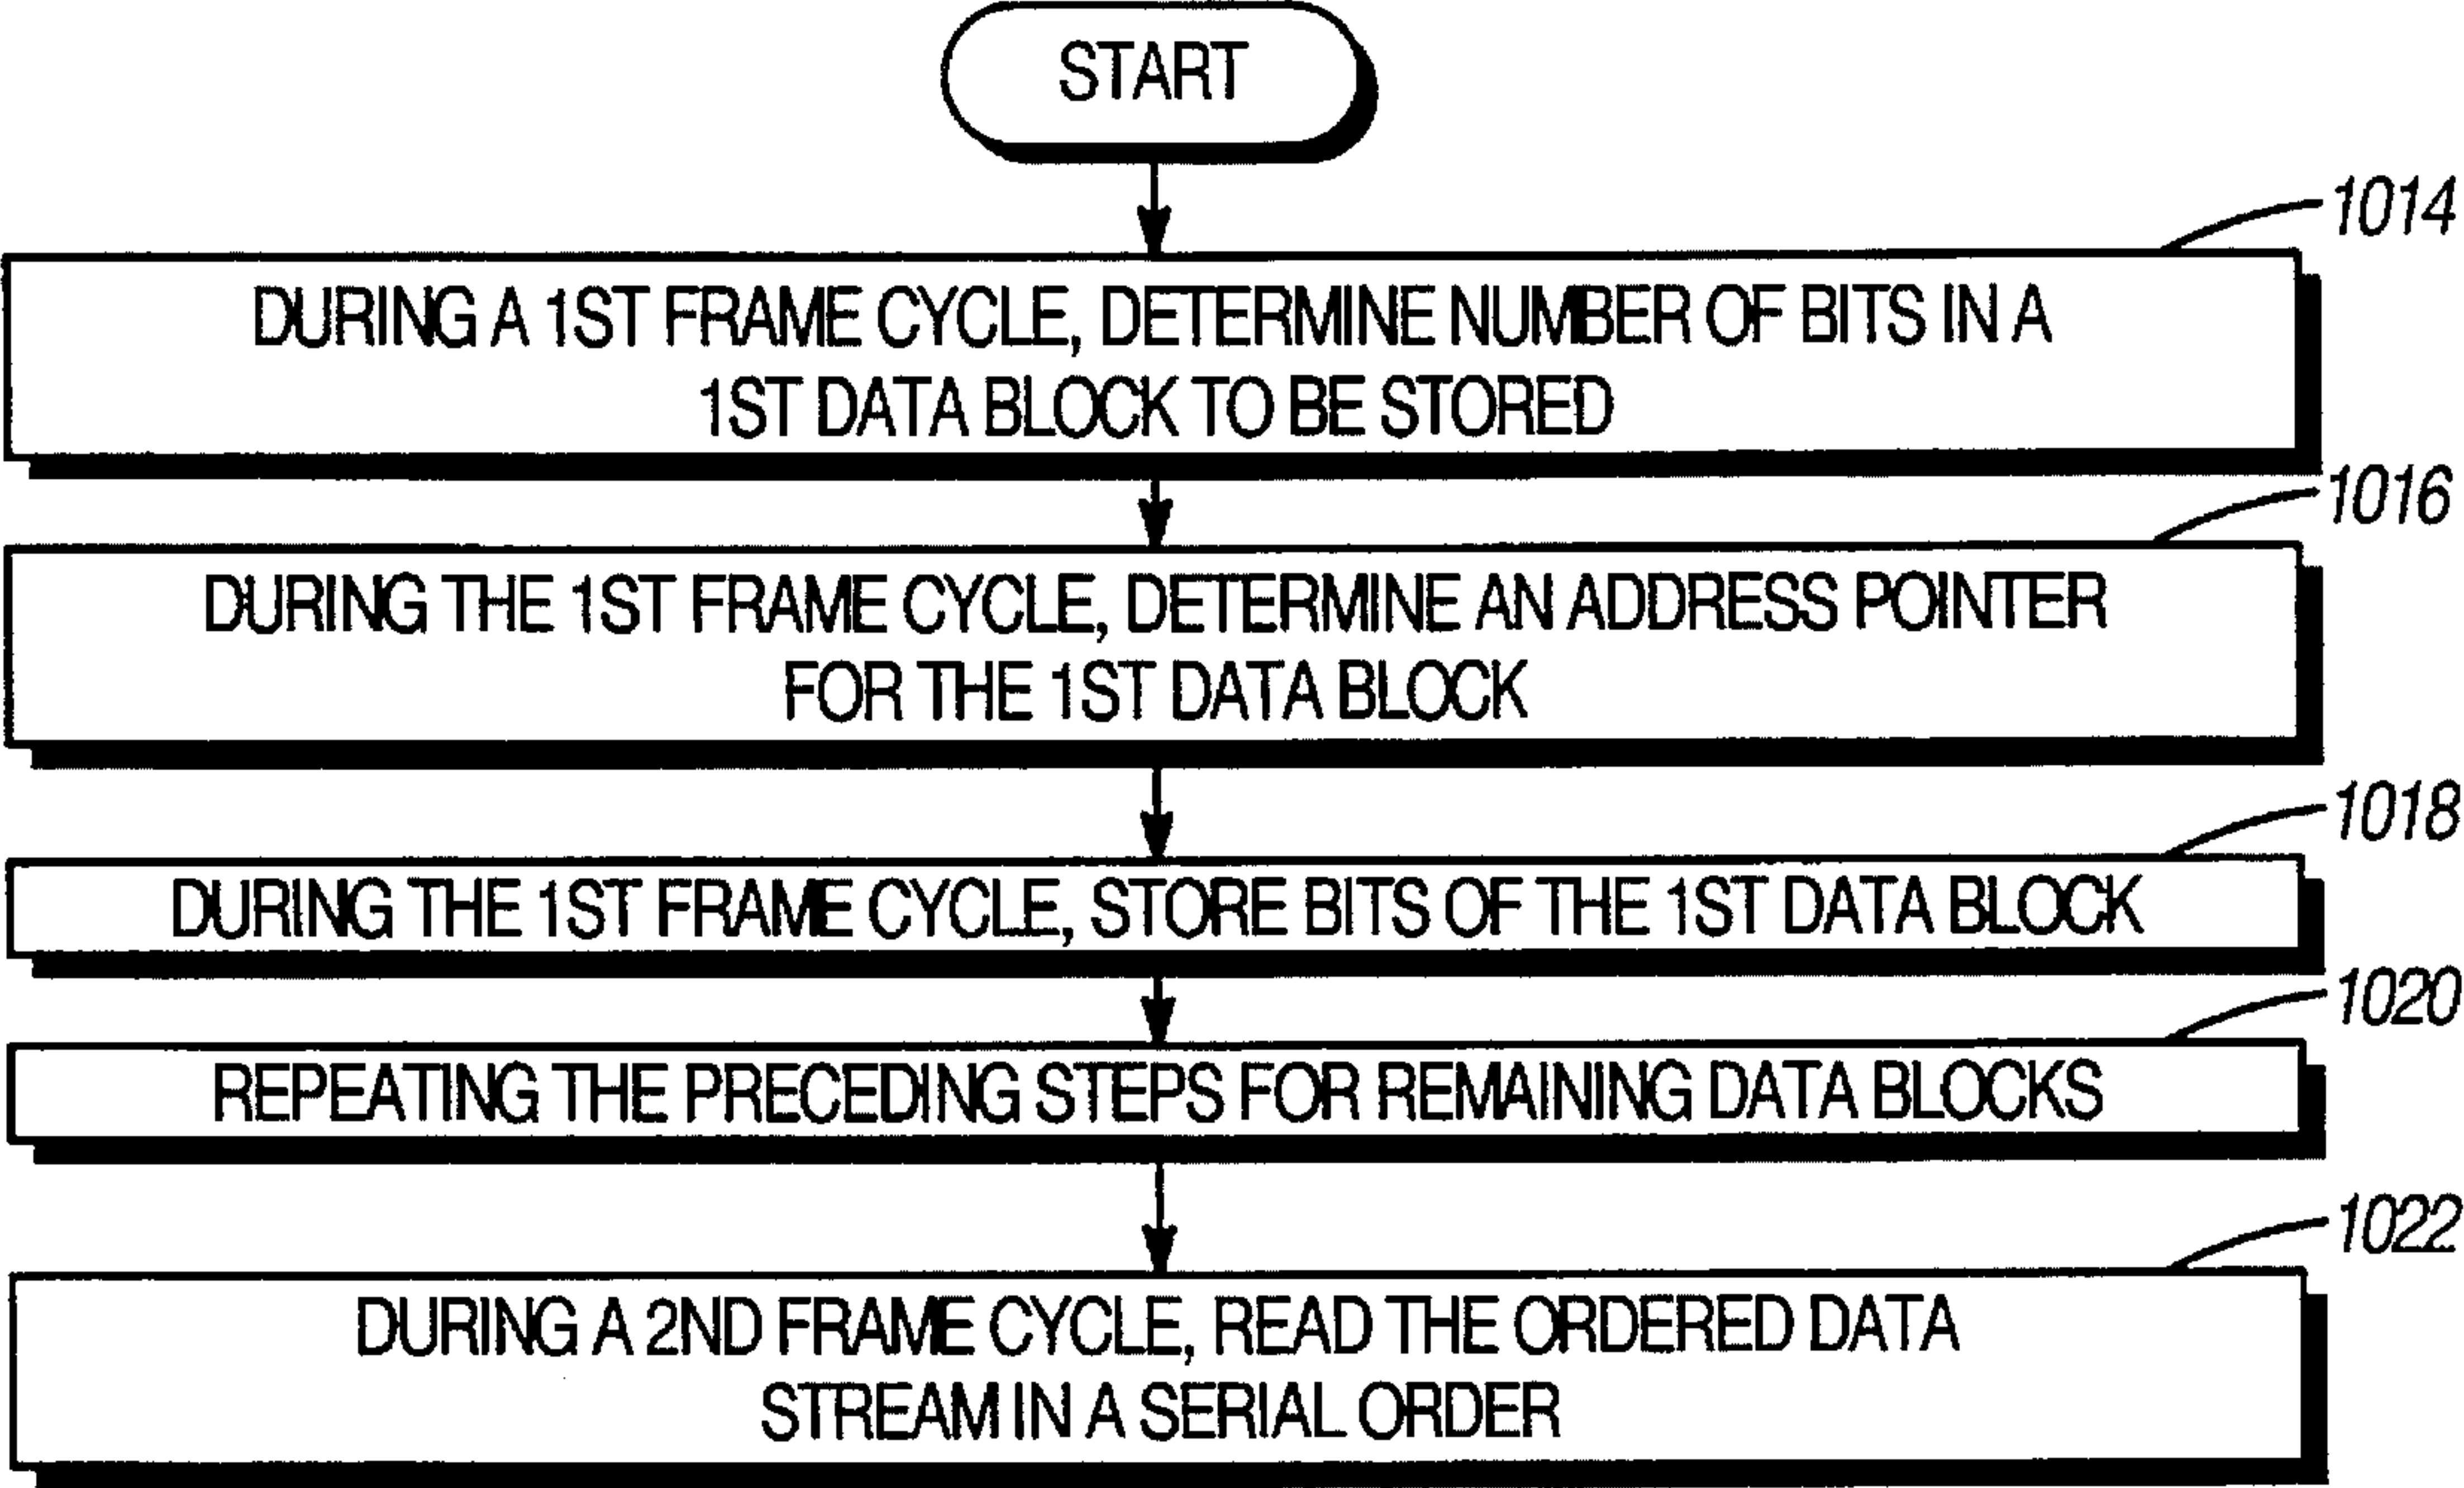 START
1014
DURING A 1ST FRAME CYCLE, DETERMINE NUMBER OF BITS IN A
1ST DATA BLOCK TO BE STORED
1016
DURING THE 1ST FRAME CYCLE, DETERMINE AN ADDRESS POINTER
FOR THE 1ST DATA BLOCK
1018
DURING THE 1ST FRAME CYCLE, STORE BITS OF THE 1ST DATA BLOCK
1020
REPEATING THE PRECEDING STEPS FOR REMAINING DATA BLOCKS
1022
DURING A 2ND FRAME CYCLE, READ THE ORDERED DATA
STREAM IN A SERIAL ORDER